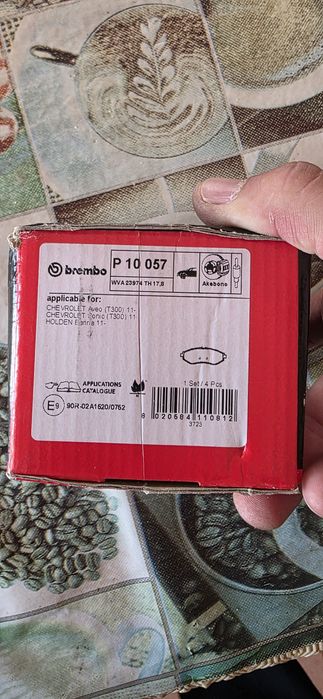 brembo
P 10 057
WVA 23974 TH 17,8
Akebono
applicable for:
CHEVROLET Aveo (T300) 11-
CHEVROLET Sonic (T300) 11-
HOLDEN Barina 11-
APPLICATIONS
CATALOGUE
1 Set / 4 Pcs
E9
90R-02A1520/0752
8 020584 110812
3723